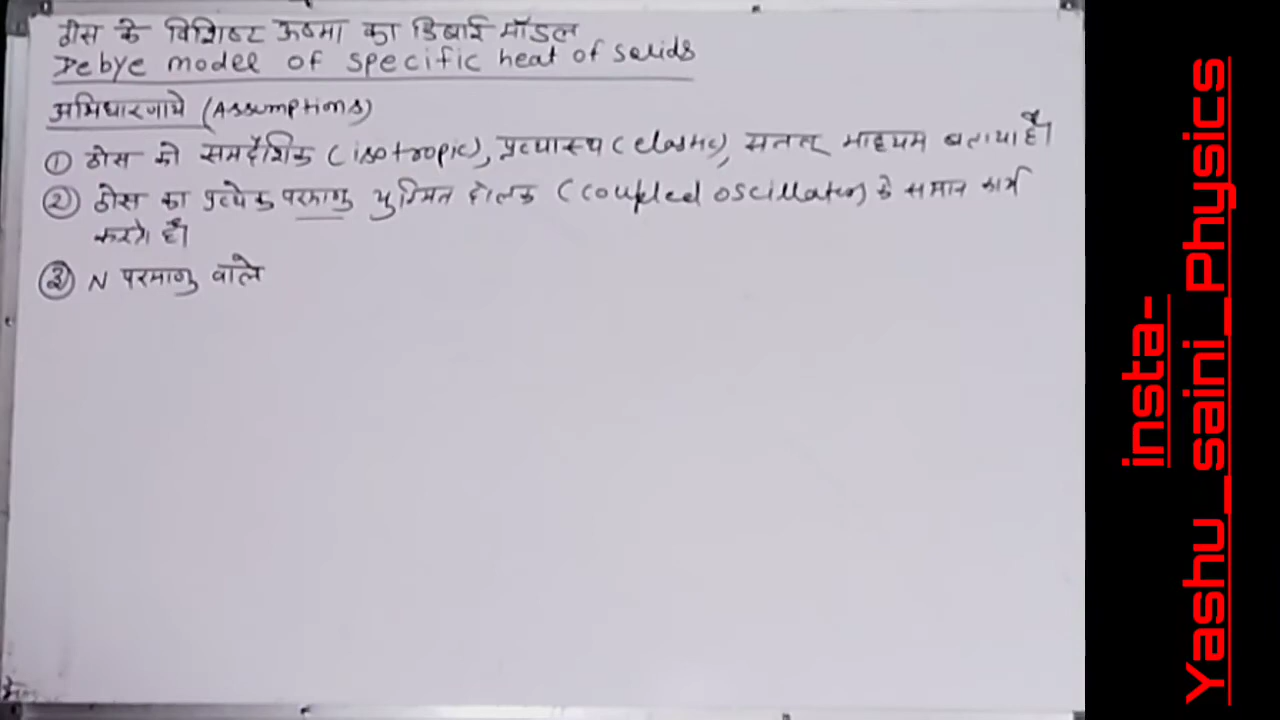 ठोस के विशिष्ट ऊष्मा का डिबाई मॉडल
Debye model of specific heat of solids
अभिधारणाये (Assumptions)
① ठोस को समदैशिक (isotropic), प्रत्यास्थ (elastic), सतत् माध्यम बताया है।
② ठोस का प्रत्येक परमाणु युग्मित दोलक (coupled oscillator) के समान कार्य
करते है।
③ N परमाणु वाले
insta-
Yashu_saini_Physics